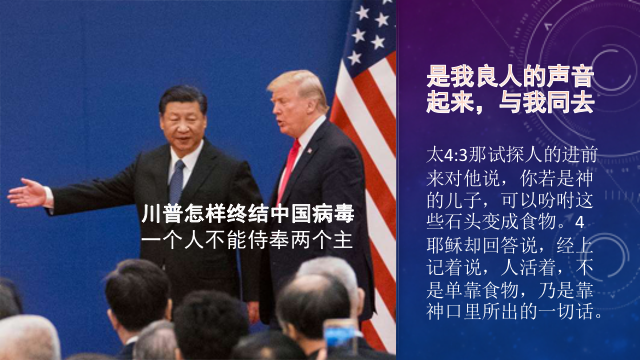 川普怎样终结中国病毒
一个人不能侍奉两个主
是我良人的声音
起来，与我同去
太4:3那试探人的进前
来对他说，你若是神
的儿子，可以吩咐这
些石头变成食物。4
耶稣却回答说，经上
记着说，人活着，不
是单靠食物，乃是靠
神口里所出的一切话。